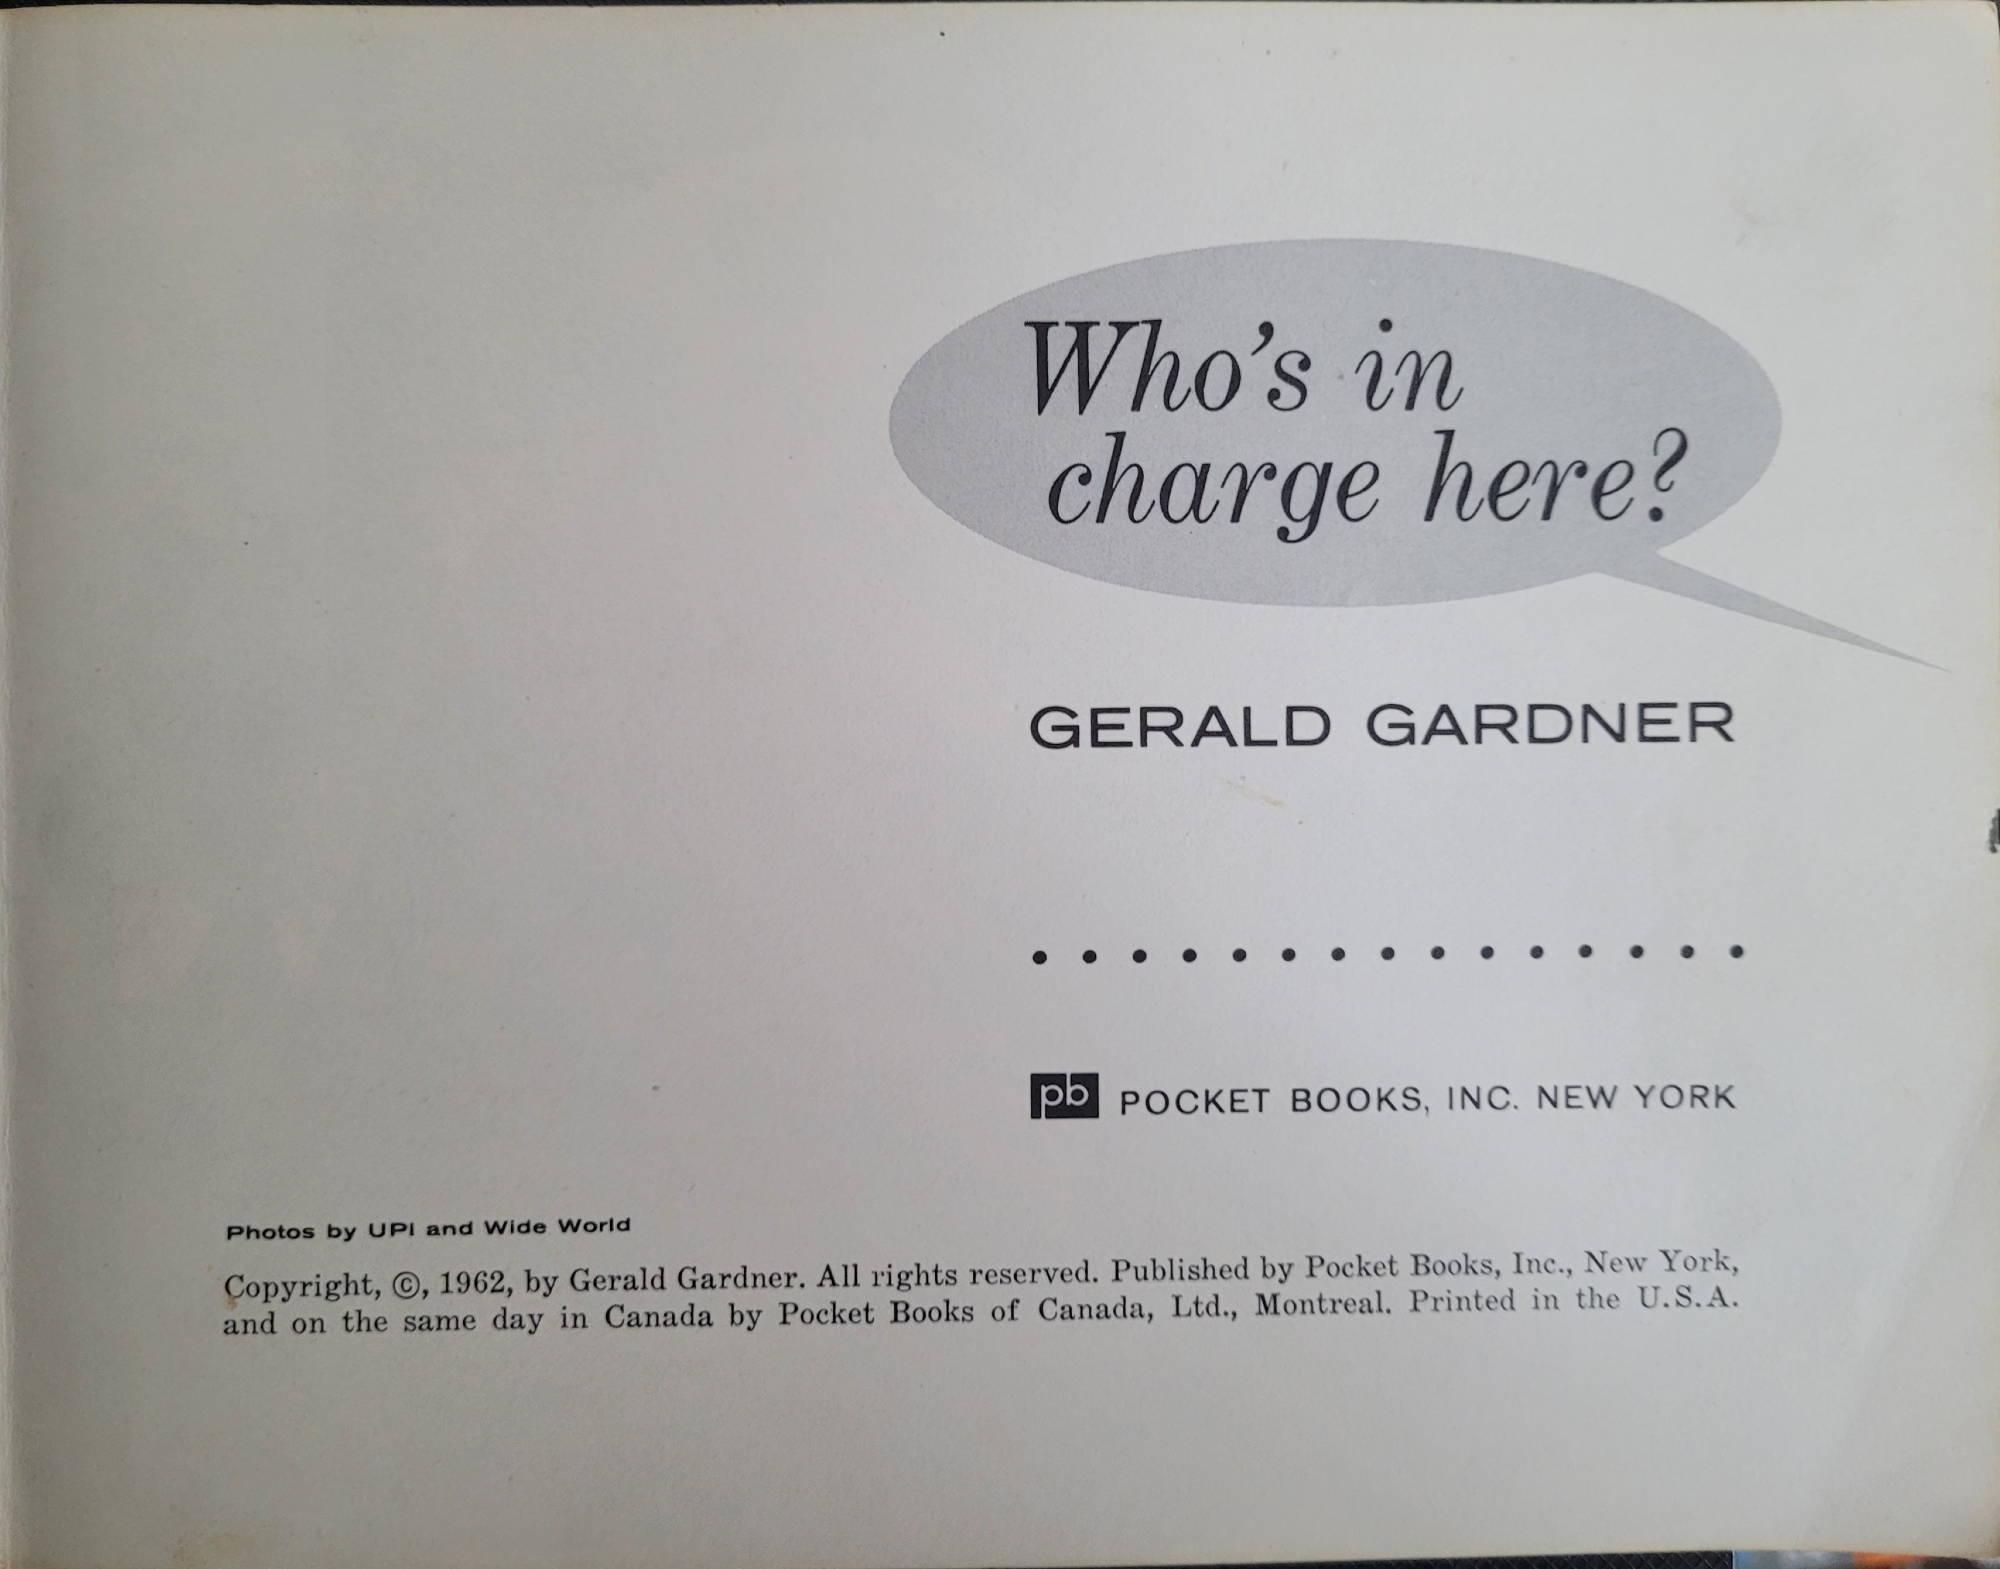 Who's in
charge here?
GERALD GARDNER
. . . . . . . . . . . . . . .
pb POCKET BOOKS, INC. NEW YORK
Photos by UPI and Wide World
Copyright, ©, 1962, by Gerald Gardner. All rights reserved. Published by Pocket Books, Inc., New York,
and on the same day in Canada by Pocket Books of Canada, Ltd., Montreal. Printed in the U.S.A.